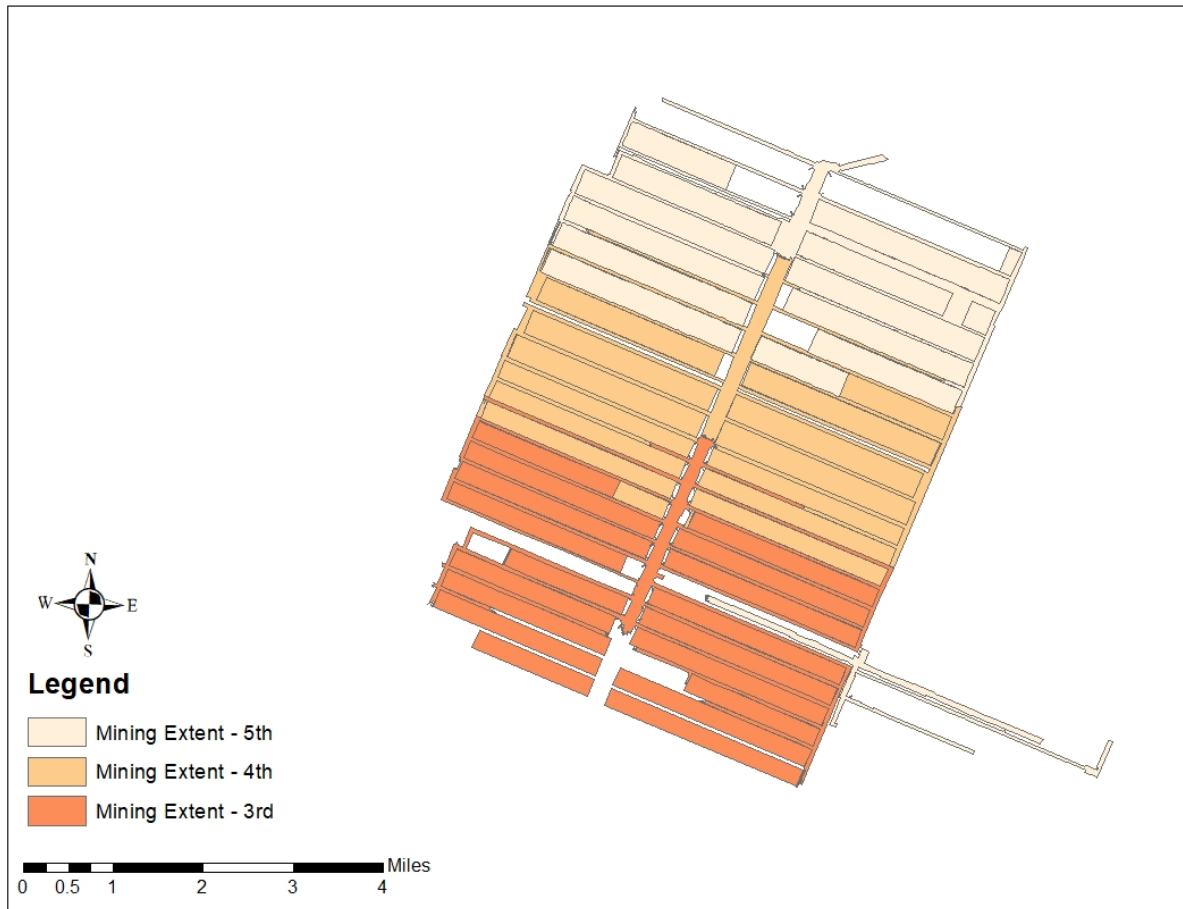 N
W E
S
Legend
Mining Extent - 5th
Mining Extent - 4th
Mining Extent - 3rd
Miles
0 0.5 1 2 3 4